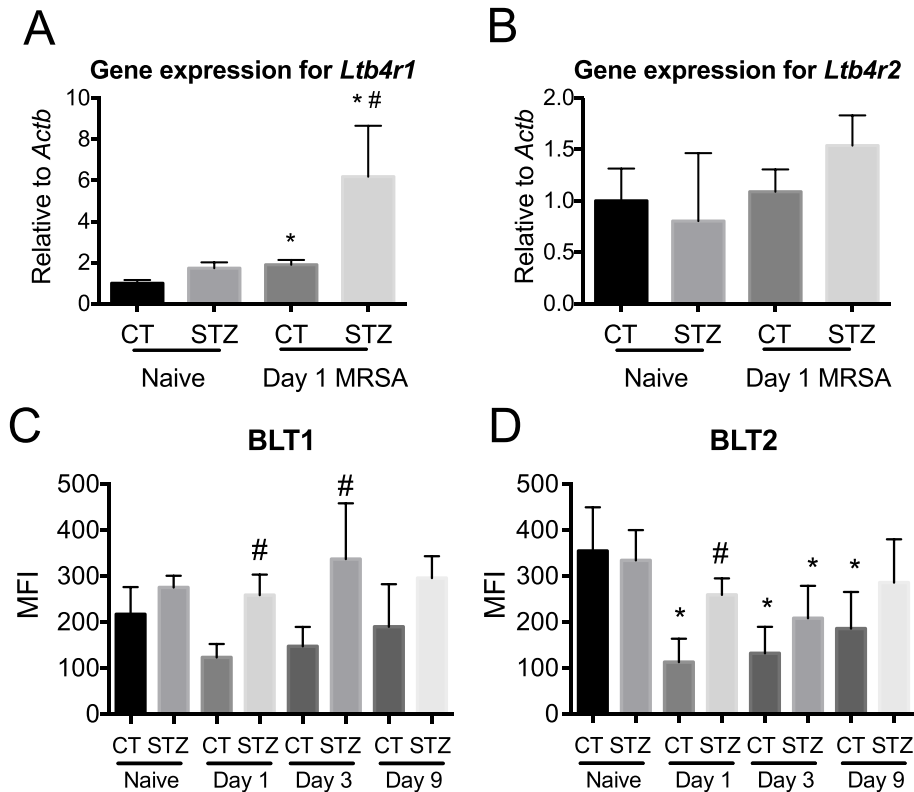 A
Gene expression for Ltb4r1
Relative to Actb
10
8
6
4
2
0
*
* #
CT STZ CT STZ
Naive Day 1 MRSA
B
Gene expression for Ltb4r2
Relative to Actb
2.0
1.5
1.0
0.5
0.0
CT STZ CT STZ
Naive Day 1 MRSA
C
BLT1
MFI
500
400
300
200
100
0
#
#
CT STZ CT STZ CT STZ CT STZ
Naive Day 1 Day 3 Day 9
D
BLT2
MFI
500
400
300
200
100
0
*
#
*
*
*
CT STZ CT STZ CT STZ CT STZ
Naive Day 1 Day 3 Day 9